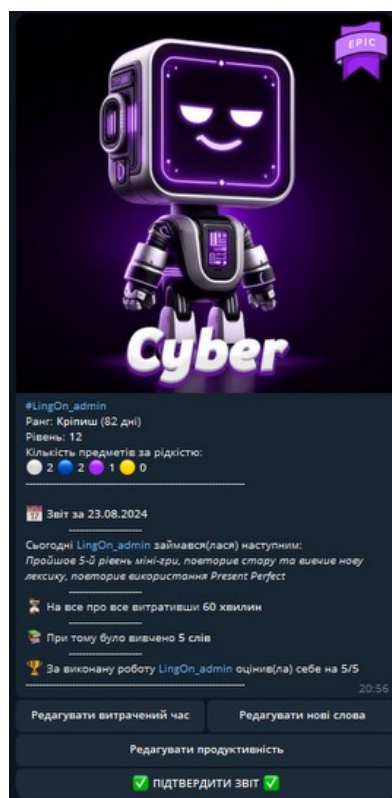 EPIC
Cyber
#LingOn_admin
Ранг: Кріпиш (82 дні)
Рівень: 12
Кількість предметів за рідкістю:
⚪ 2 🔵 2 🟣 1 🟡 0
----------------------------------------------------
📅 Звіт за 23.08.2024
--------------------
Сьогодні LingOn_admin займався(лася) наступним:
Пройшов 5-й рівень міні-гри, повторив стару та вивчив нову
лексику, повторив використання Present Perfect
--------------------
⏳ На все про все витративши 60 хвилин
--------------------
📚 При тому було вивчено 5 слів
--------------------
🏆 За виконану роботу LingOn_admin оцінив(ла) себе на 5/5
----------------------------------------------------
20:56
Редагувати витрачений час
Редагувати нові слова
Редагувати продуктивність
✅ ПІДТВЕРДИТИ ЗВІТ ✅